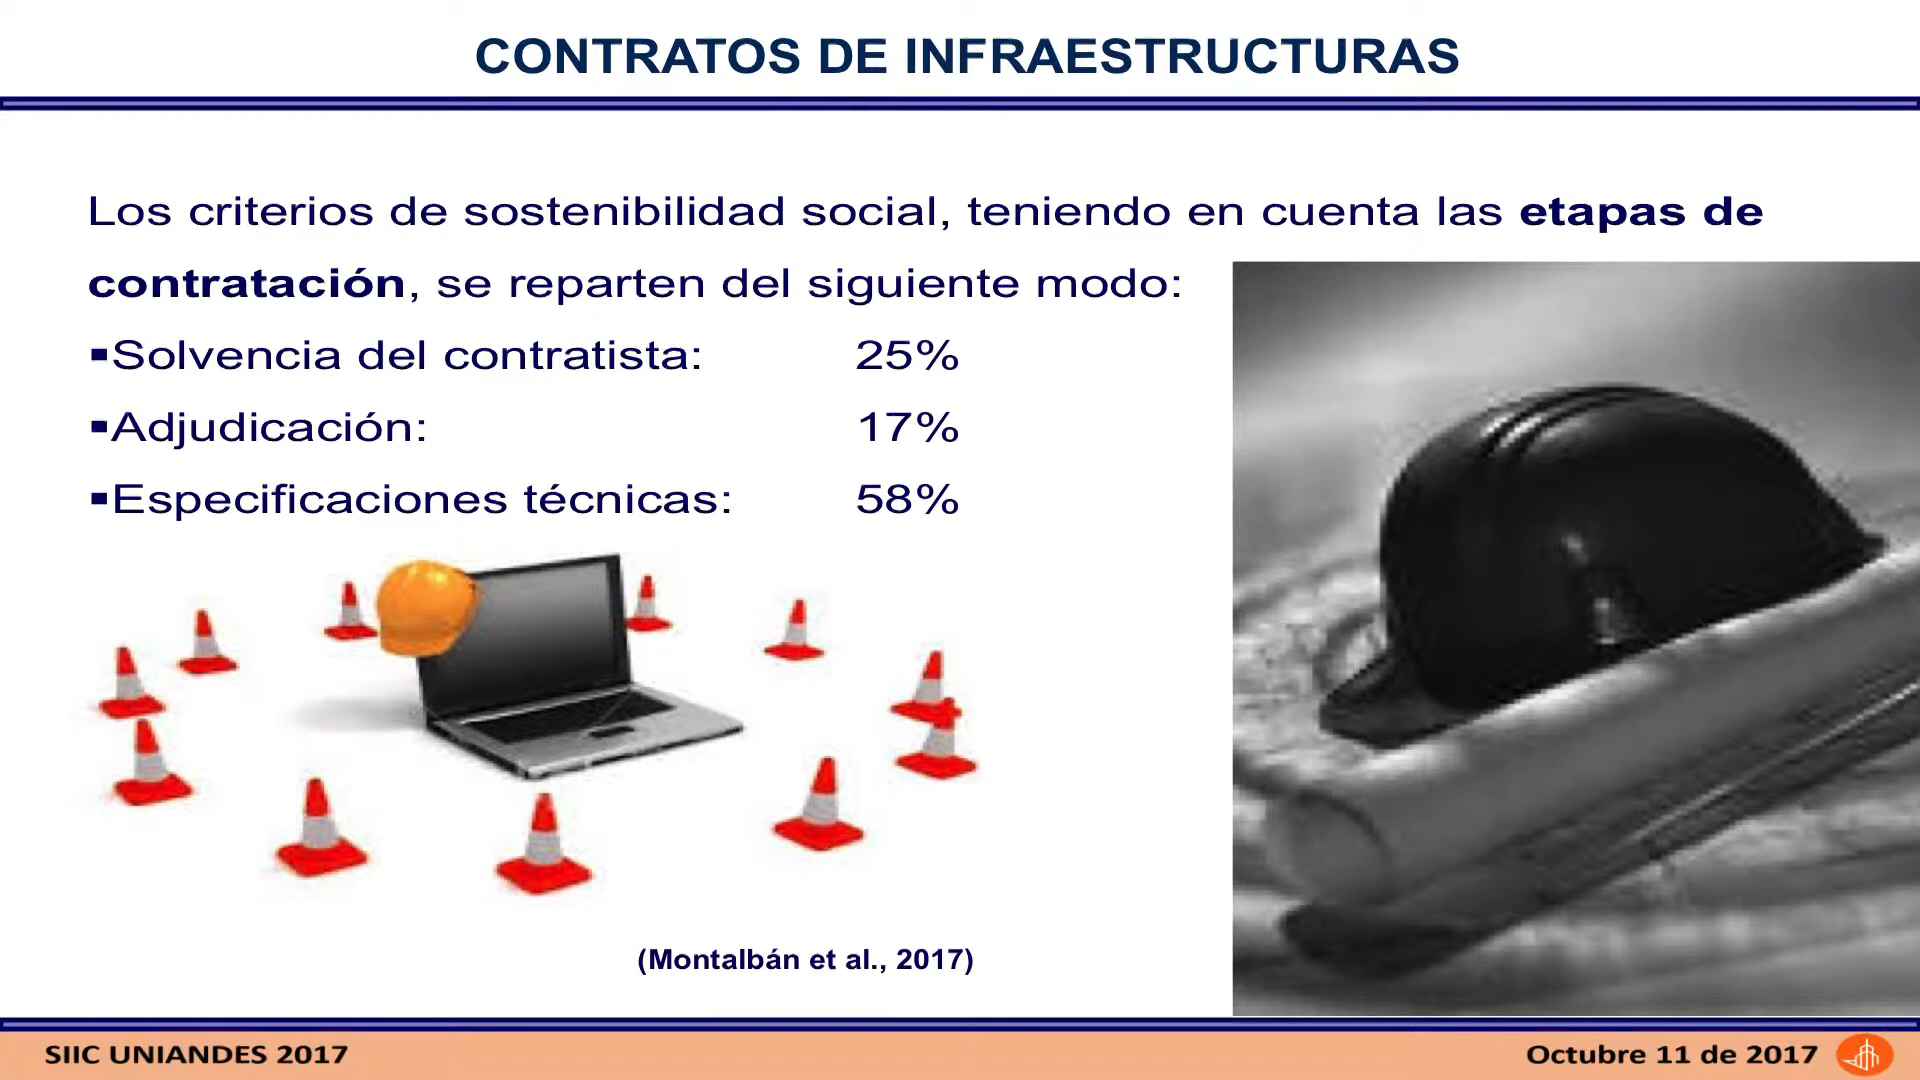 CONTRATOS DE INFRAESTRUCTURAS
Los criterios de sostenibilidad social, teniendo en cuenta las etapas de
contratación, se reparten del siguiente modo:
▪Solvencia del contratista: 25%
▪Adjudicación: 17%
▪Especificaciones técnicas: 58%
(Montalbán et al., 2017)
SIIC UNIANDES 2017
Octubre 11 de 2017